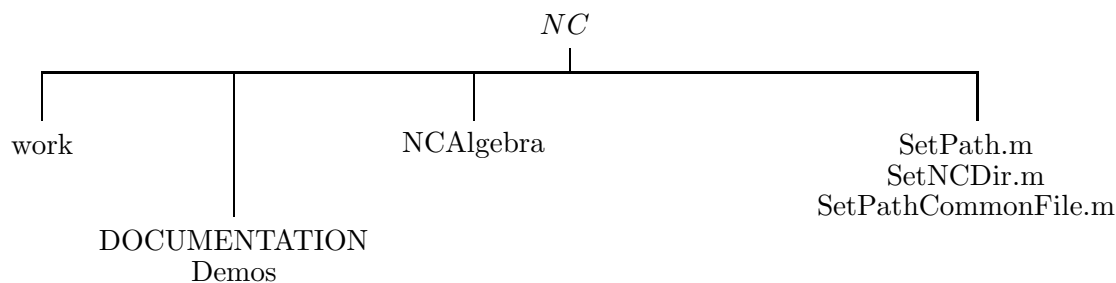 NC
work
NCAlgebra
SetPath.m
SetNCDir.m
SetPathCommonFile.m
DOCUMENTATION
Demos